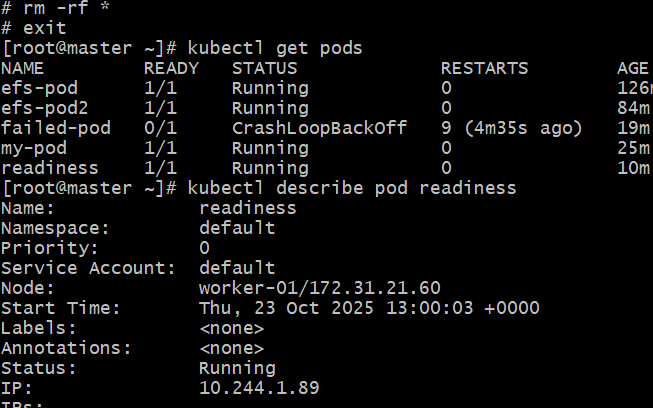 # rm -rf *
# exit
[root@master ~]# kubectl get pods
NAME READY STATUS RESTARTS AGE
efs-pod 1/1 Running 0 126m
efs-pod2 1/1 Running 0 84m
failed-pod 0/1 CrashLoopBackOff 9 (4m35s ago) 19m
my-pod 1/1 Running 0 25m
readiness 1/1 Running 0 10m
[root@master ~]# kubectl describe pod readiness
Name: readiness
Namespace: default
Priority: 0
Service Account: default
Node: worker-01/172.31.21.60
Start Time: Thu, 23 Oct 2025 13:00:03 +0000
Labels: <none>
Annotations: <none>
Status: Running
IP: 10.244.1.89
IPs: